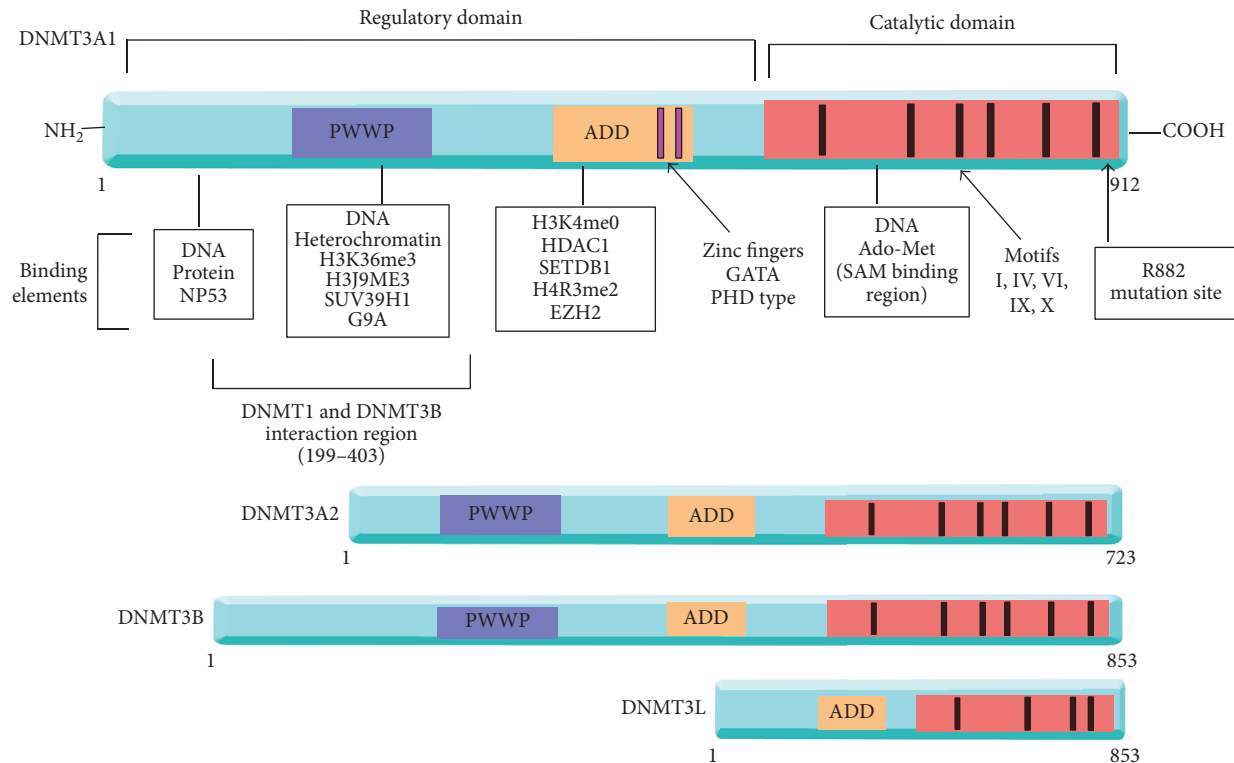 Regulatory domain
Catalytic domain
DNMT3A1
NH2
PWWP
ADD
COOH
1
912
Binding
elements
DNA
Protein
NP53
DNA
Heterochromatin
H3K36me3
H3J9ME3
SUV39H1
G9A
H3K4me0
HDAC1
SETDB1
H4R3me2
EZH2
Zinc fingers
GATA
PHD type
DNA
Ado-Met
(SAM binding
region)
Motifs
I, IV, VI,
IX, X
R882
mutation site
DNMT1 and DNMT3B
interaction region
(199–403)
DNMT3A2
PWWP
ADD
1
723
DNMT3B
PWWP
ADD
1
853
DNMT3L
ADD
1
853